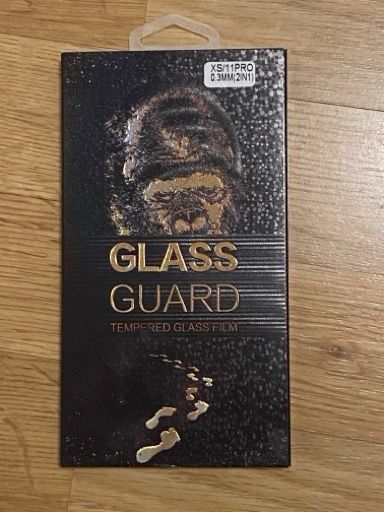 XS/11PRO
0.3MM(2IN1)
GLASS
GUARD
TEMPERED GLASS FILM